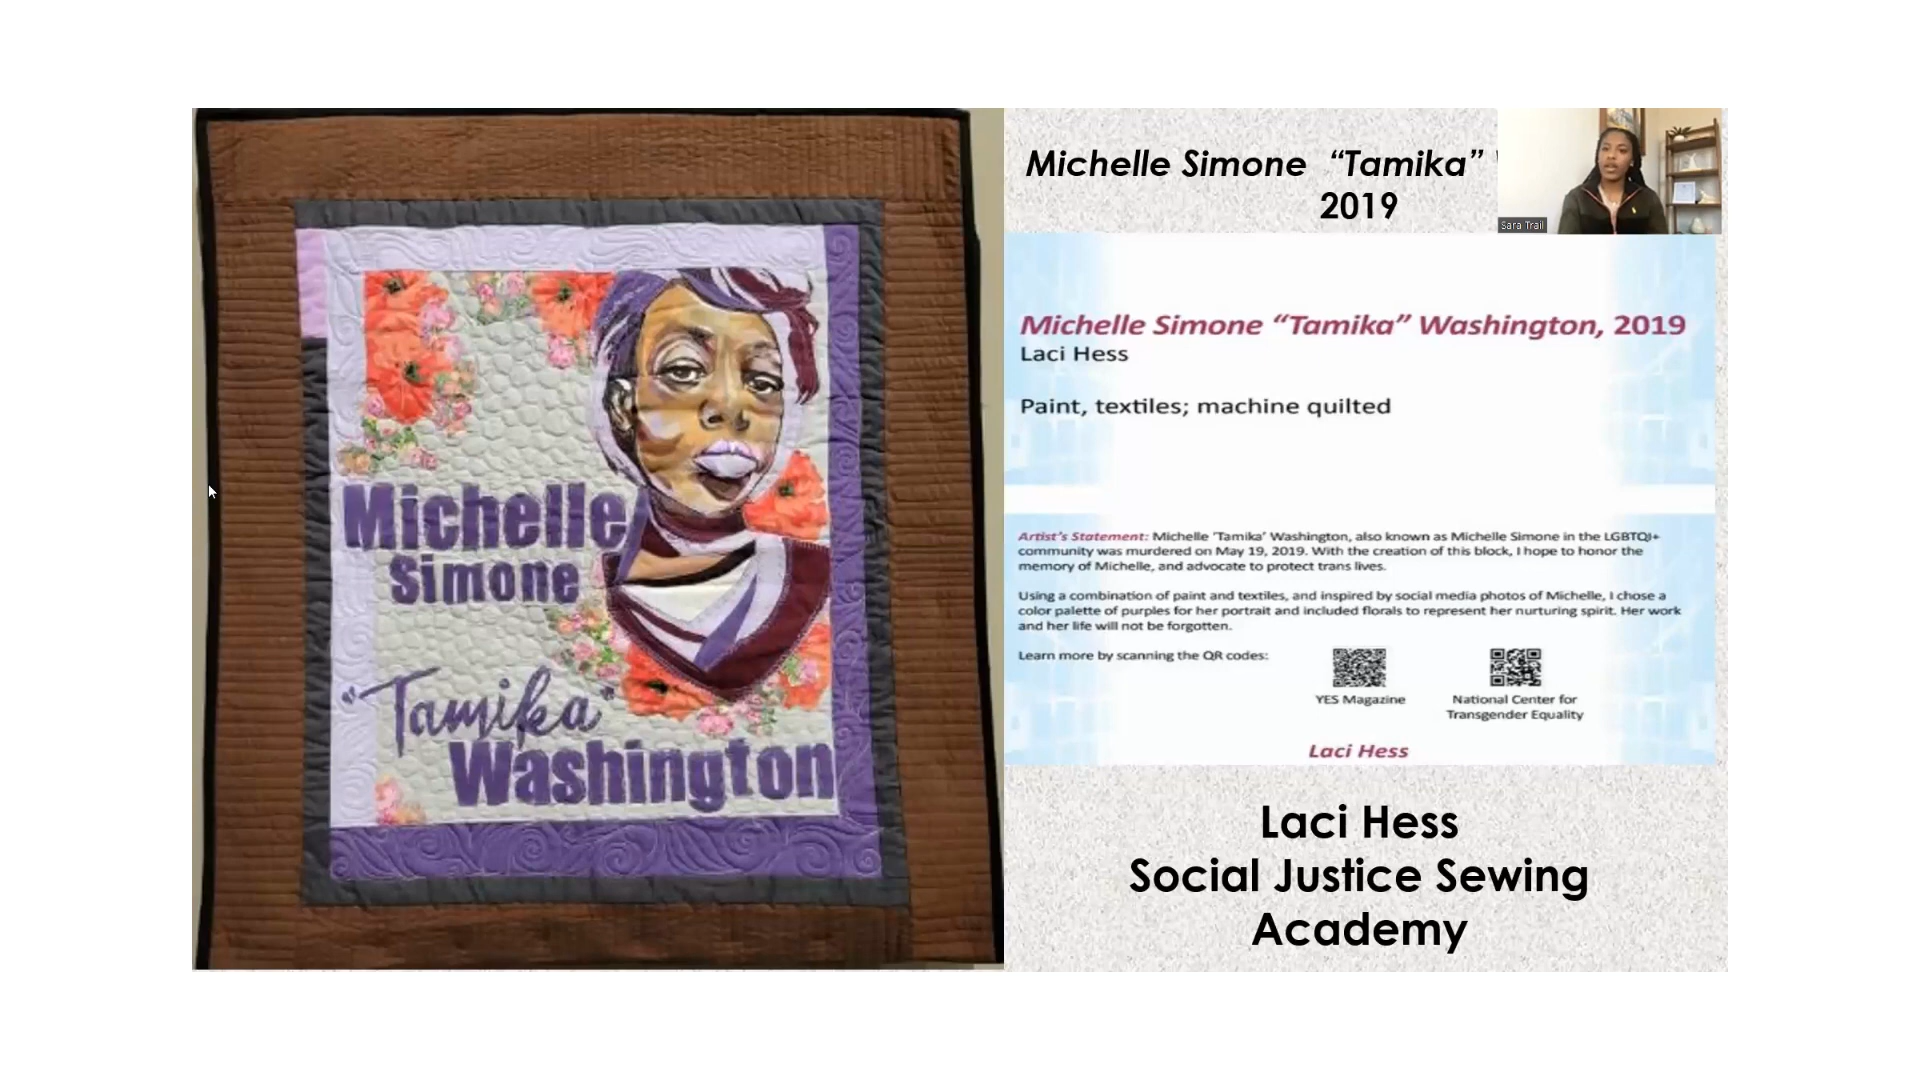 Michelle
Simone
"Tamika"
Washington
Michelle Simone “Tamika”
2019
Sara Trail
Michelle Simone “Tamika” Washington, 2019
Laci Hess
Paint, textiles; machine quilted
Artist's Statement: Michelle 'Tamika' Washington, also known as Michelle Simone in the LGBTQI+
community was murdered on May 19, 2019. With the creation of this block, I hope to honor the
memory of Michelle, and advocate to protect trans lives.
Using a combination of paint and textiles, and inspired by social media photos of Michelle, I chose a
color palette of purples for her portrait and included florals to represent her nurturing spirit. Her work
and her life will not be forgotten.
Learn more by scanning the QR codes:
YES Magazine
National Center for
Transgender Equality
Laci Hess
Laci Hess
Social Justice Sewing
Academy